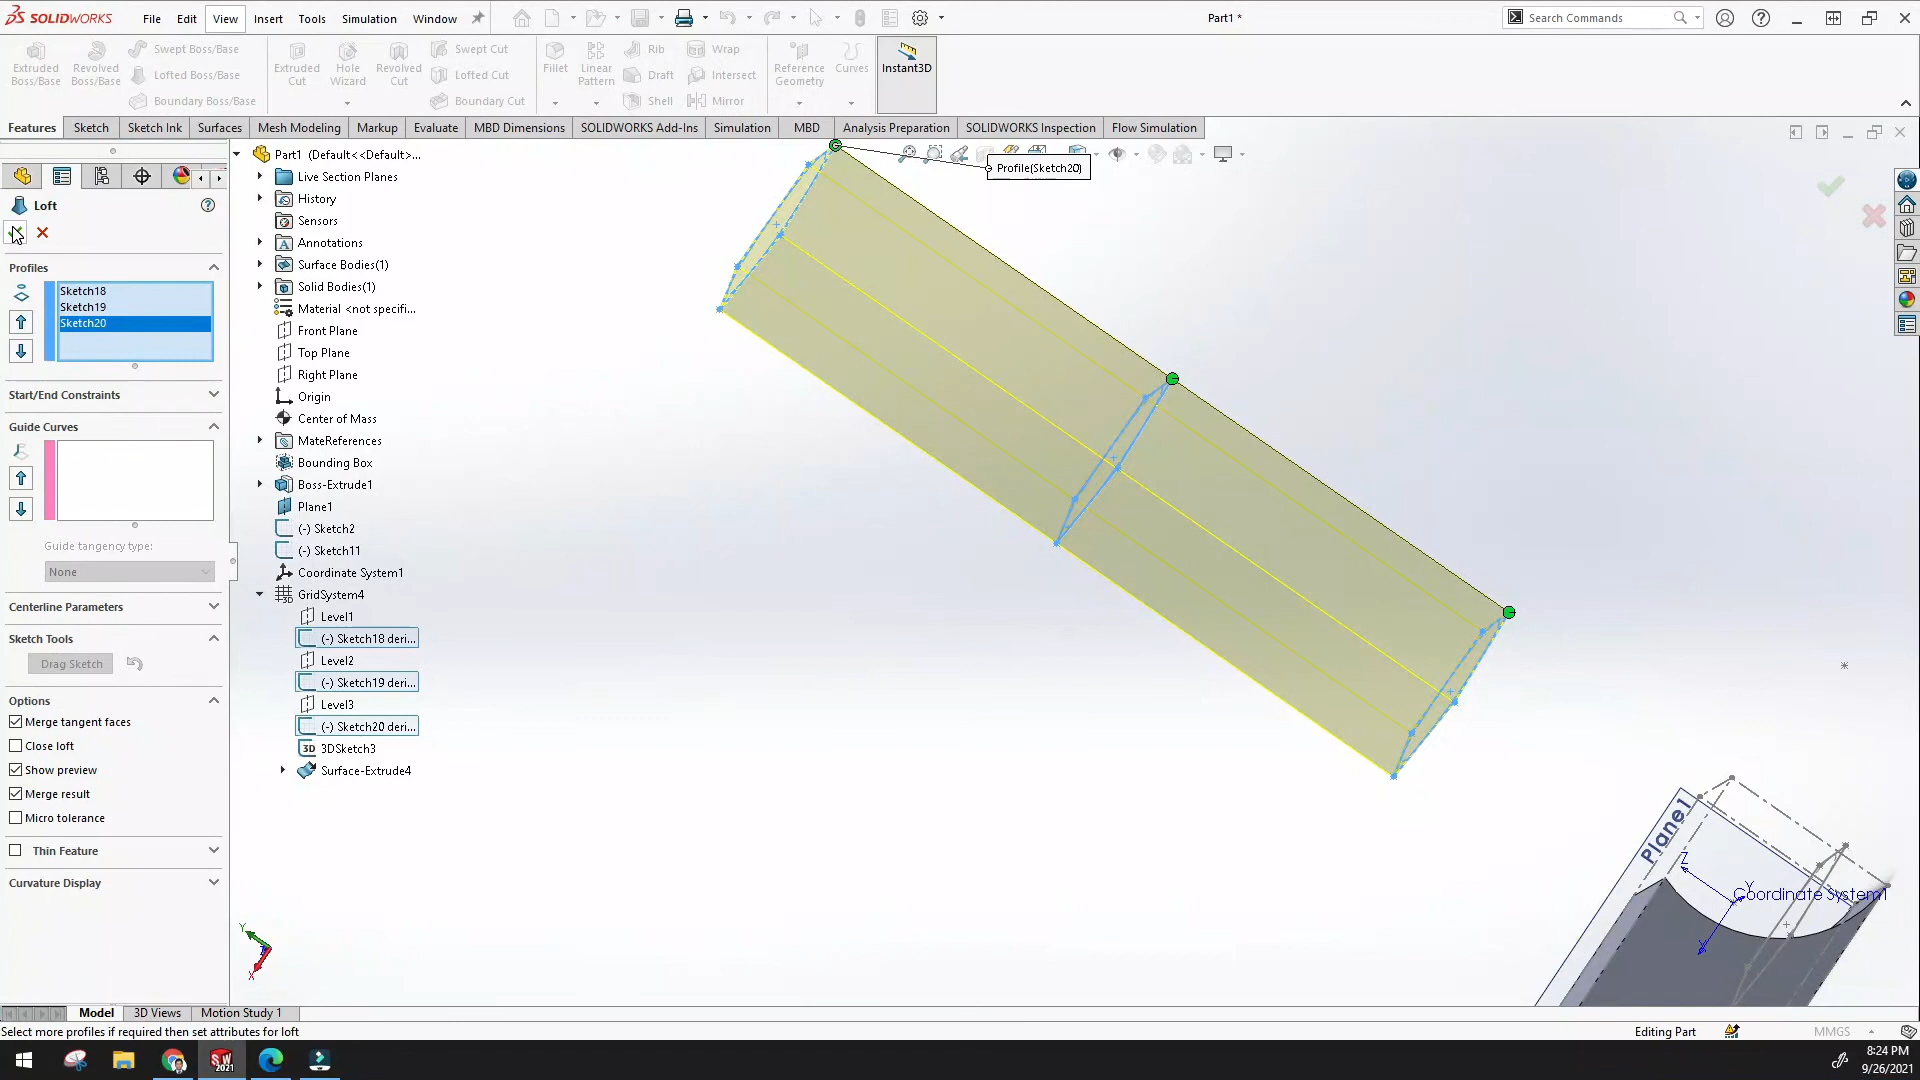 SOLIDWORKS File Edit View Insert Tools Simulation Window Part1 * Search Commands
Extruded Boss/Base
Revolved Boss/Base
Swept Boss/Base
Lofted Boss/Base
Boundary Boss/Base
Extruded Cut
Hole Wizard
Revolved Cut
Swept Cut
Lofted Cut
Boundary Cut
Fillet
Linear Pattern
Rib
Draft
Shell
Wrap
Intersect
Mirror
Reference Geometry
Curves
Instant3D
Features Sketch Sketch Ink Surfaces Mesh Modeling Markup Evaluate MBD Dimensions SOLIDWORKS Add-Ins Simulation MBD Analysis Preparation SOLIDWORKS Inspection Flow Simulation
Loft
Profiles
Sketch18
Sketch19
Sketch20
Start/End Constraints
Guide Curves
Guide tangency type:
None
Centerline Parameters
Sketch Tools
Drag Sketch
Options
Merge tangent faces
Close loft
Show preview
Merge result
Micro tolerance
Thin Feature
Curvature Display
Part1 (Default<<Default>...
Live Section Planes
History
Sensors
Annotations
Surface Bodies(1)
Solid Bodies(1)
Material <not specifi...
Front Plane
Top Plane
Right Plane
Origin
Center of Mass
MateReferences
Bounding Box
Boss-Extrude1
Plane1
(-) Sketch2
(-) Sketch11
Coordinate System1
GridSystem4
Level1
(-) Sketch18 deri...
Level2
(-) Sketch19 deri...
Level3
(-) Sketch20 deri...
3D 3DSketch3
Surface-Extrude4
Profile(Sketch20)
Plane1
Z
Y
Coordinate System1
X
Y
Z
X
Model 3D Views Motion Study 1
Select more profiles if required then set attributes for loft Editing Part MMGS
SW 2021
8:24 PM
9/26/2021